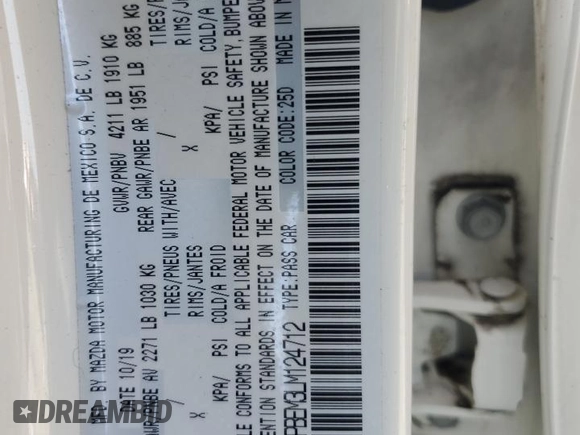 MFD. BY MAZDA MOTOR MANUFACTURING DE MEXICO S.A. DE C.V.
DATE 10/19 GVWR/PNBV 4211 LB 1910 KG
AV 2271 LB 1030 KG REAR GAWR/PNBE AR 1951 LB 885 KG
TIRES/PNEUS WITH/AVEC TIRES/
X RIMS/JANTES / X RIMS/
KPA/ PSI COLD/A FROID KPA/ PSI COLD/A
LE CONFORMS TO ALL APPLICABLE FEDERAL MOTOR VEHICLE SAFETY, BUMPE
ENTION STANDARDS IN EFFECT ON THE DATE OF MANUFACTURE SHOWN ABOV
PBEM3LM124712 TYPE:PASS CAR COLOR CODE:25D MADE IN
DREAMBID